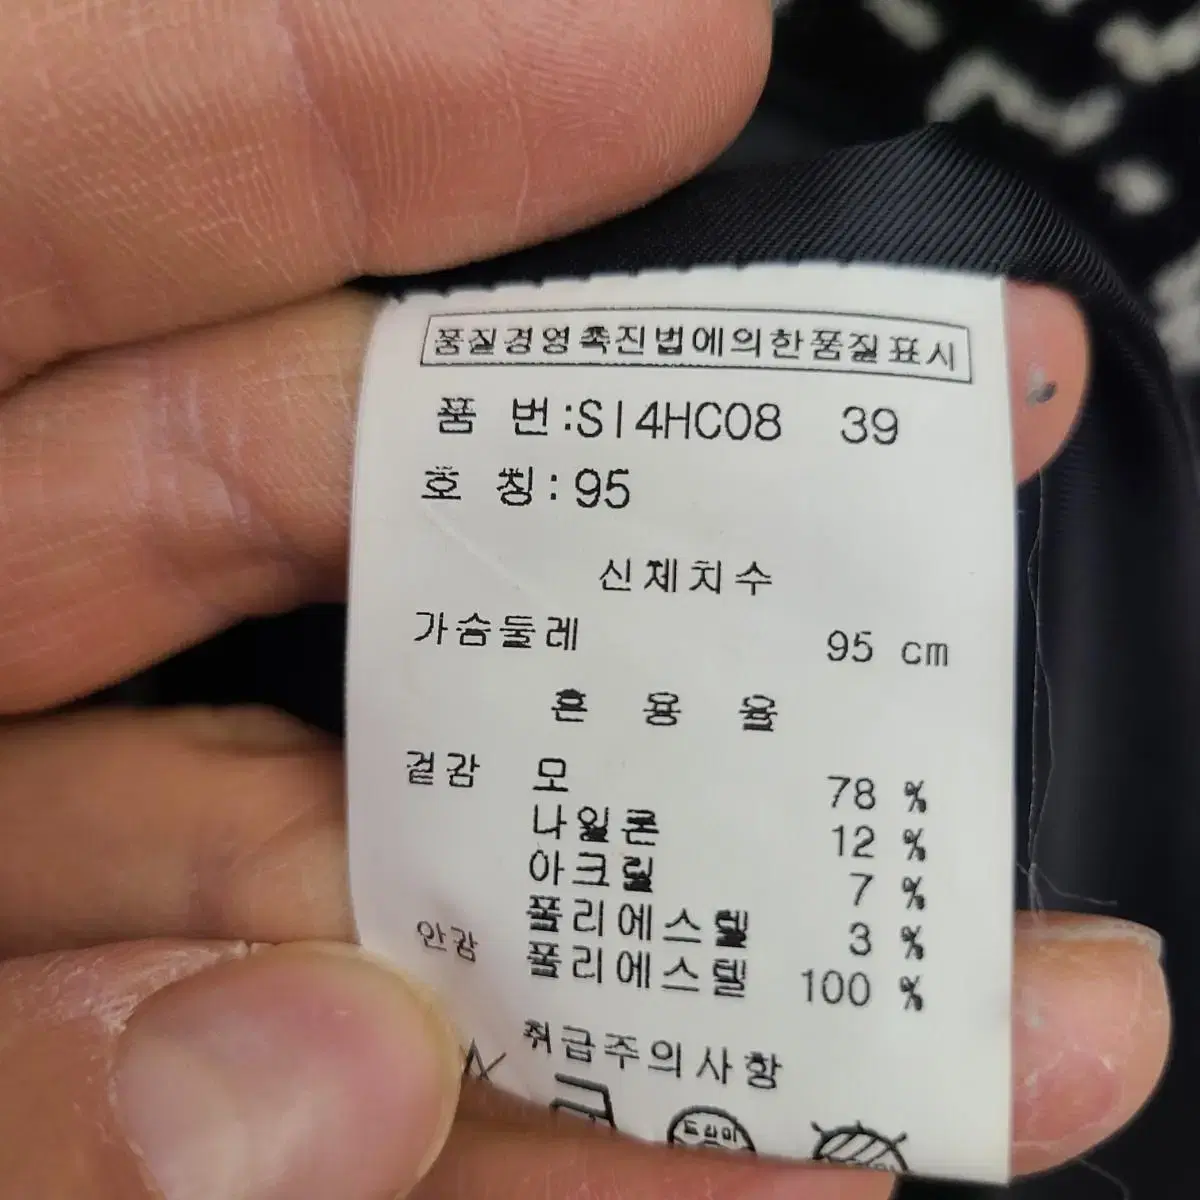 품질경영촉진법에의한품질표시
품 번:SI4HC08 39
호 칭:95
신체치수
가슴둘레 95 cm
혼 용 율
겉감 모 78 %
나일론 12 %
아크릴 7 %
폴리에스텔 3 %
안감 폴리에스텔 100 %
취급주의사항
드라이